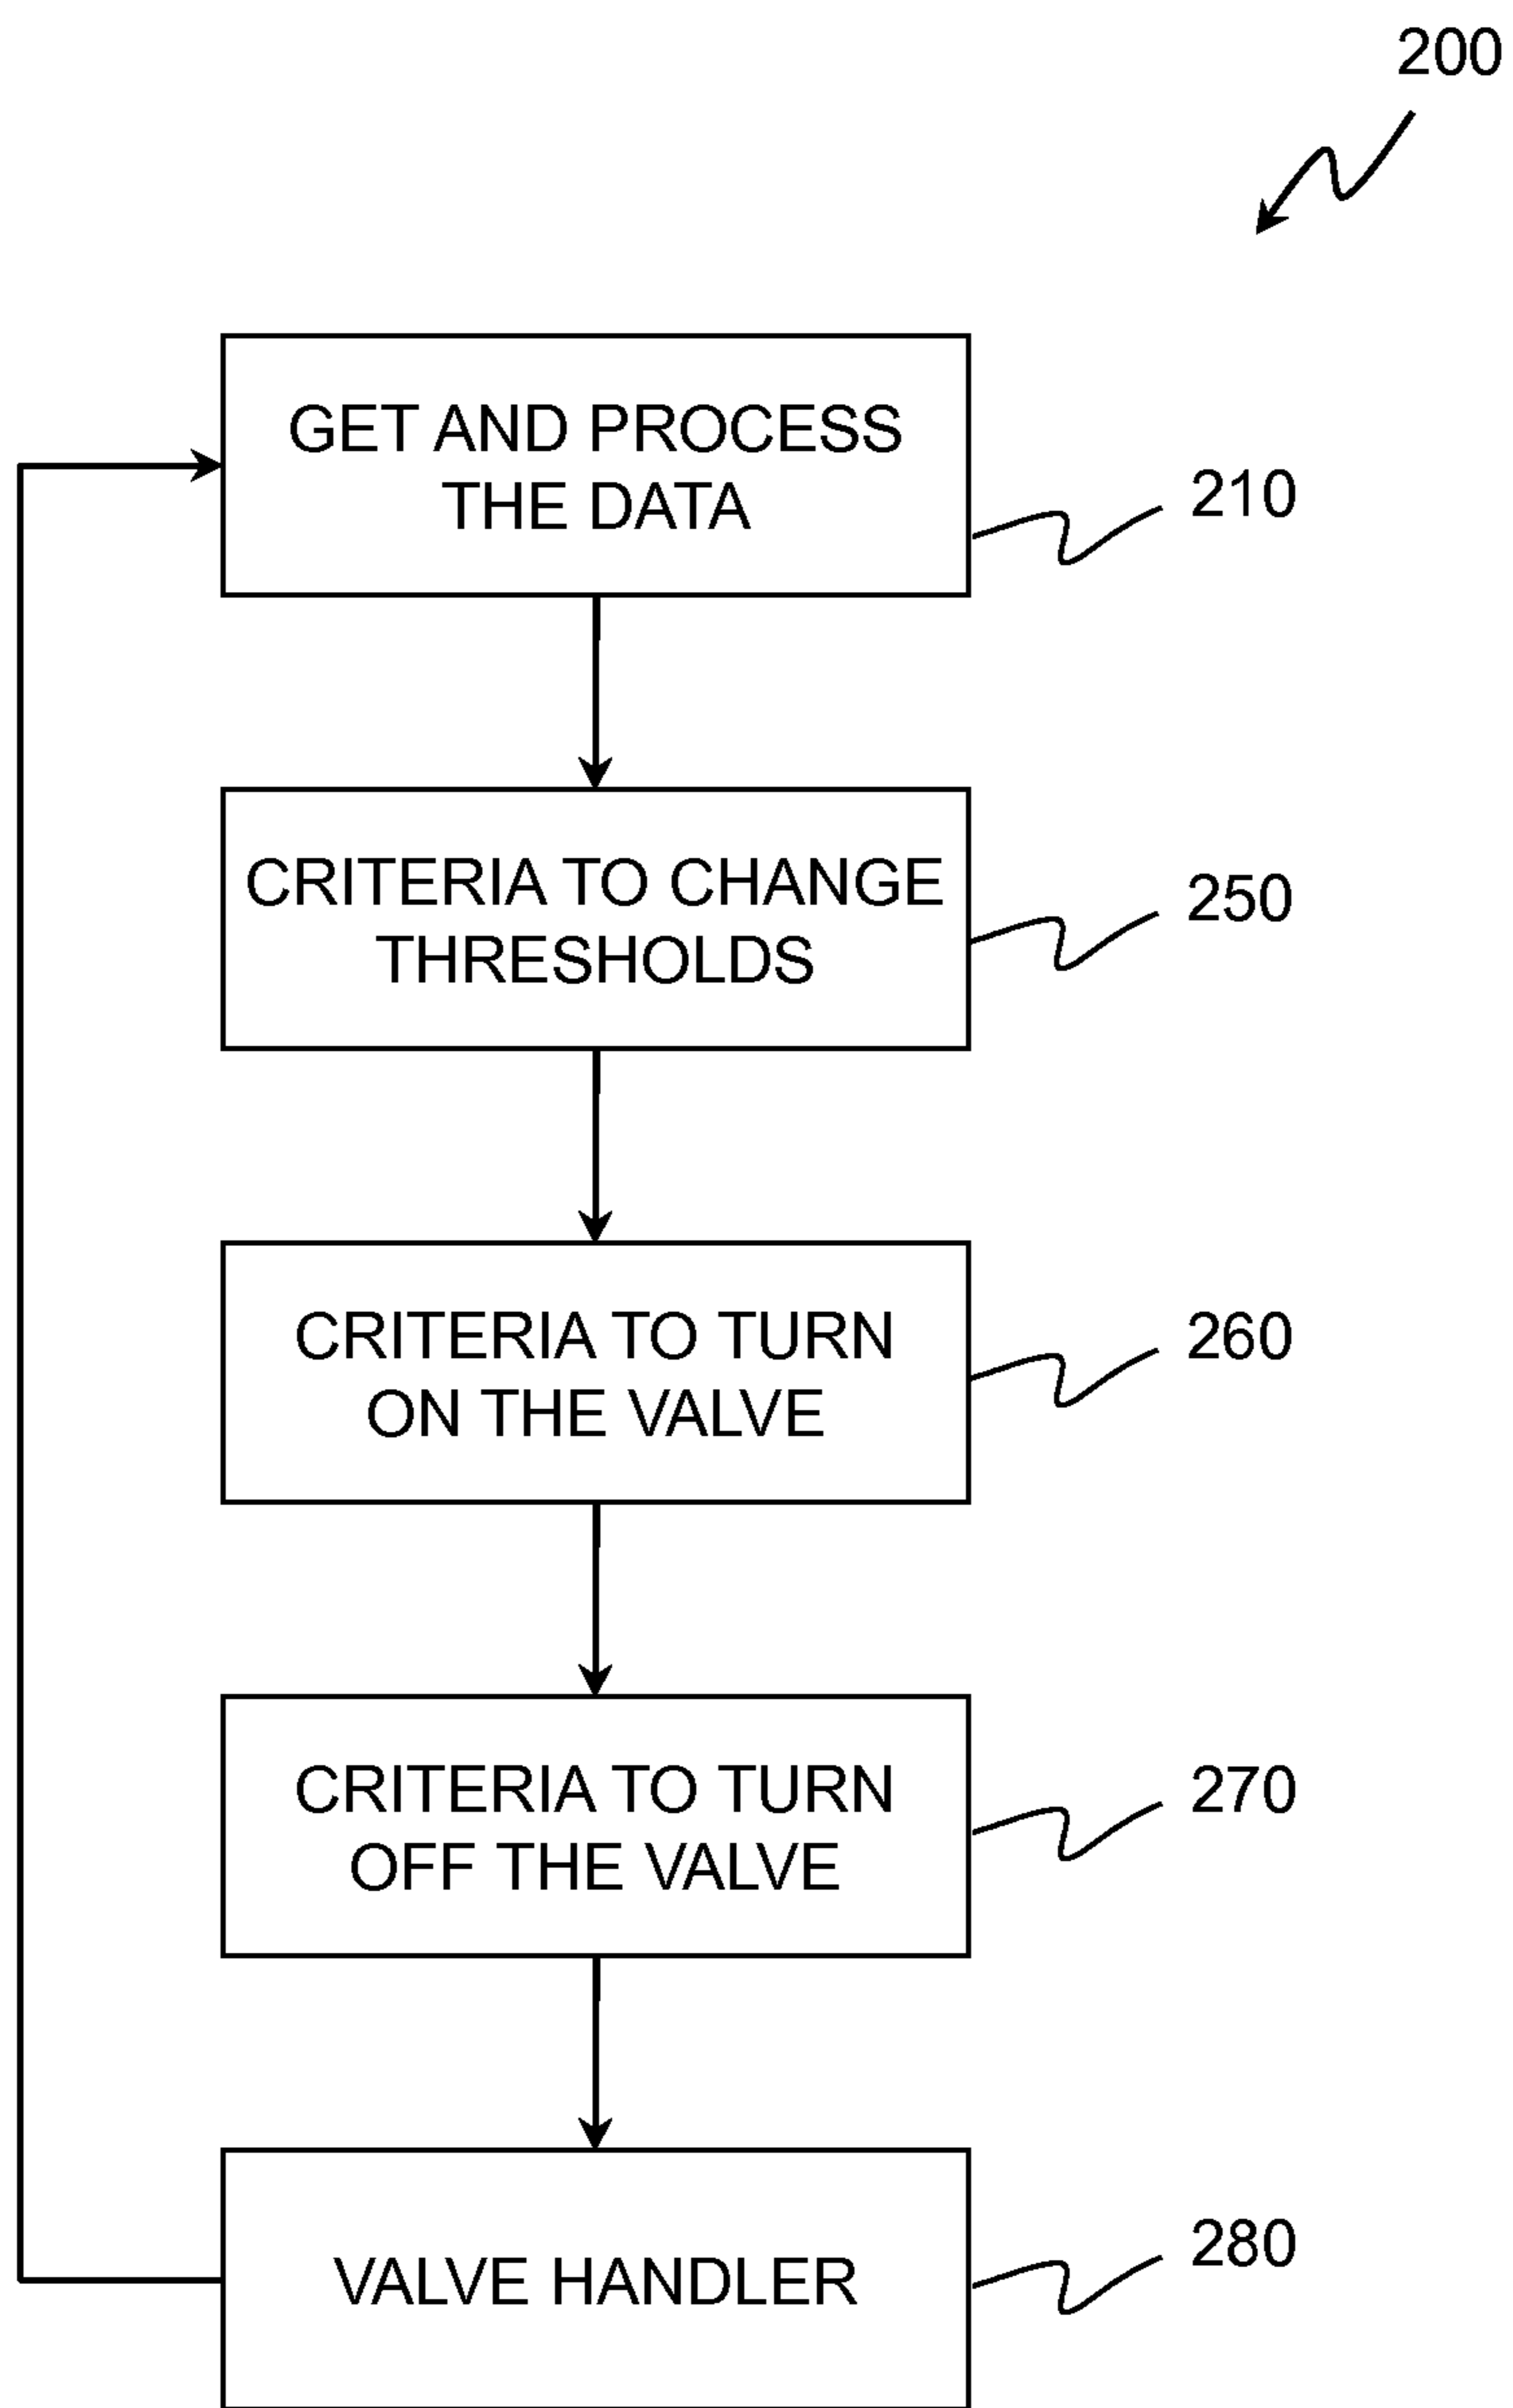 200
GET AND PROCESS
THE DATA
210
CRITERIA TO CHANGE
THRESHOLDS
250
CRITERIA TO TURN
ON THE VALVE
260
CRITERIA TO TURN
OFF THE VALVE
270
VALVE HANDLER
280